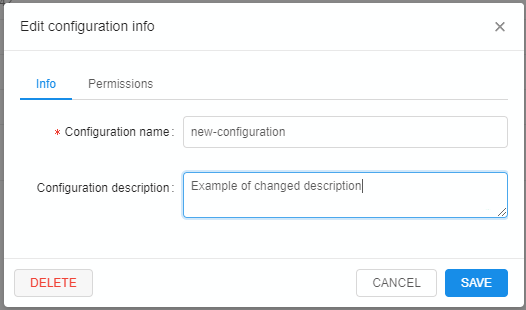 Edit configuration info
Info Permissions
* Configuration name: new-configuration
Configuration description: Example of changed description
DELETE CANCEL SAVE